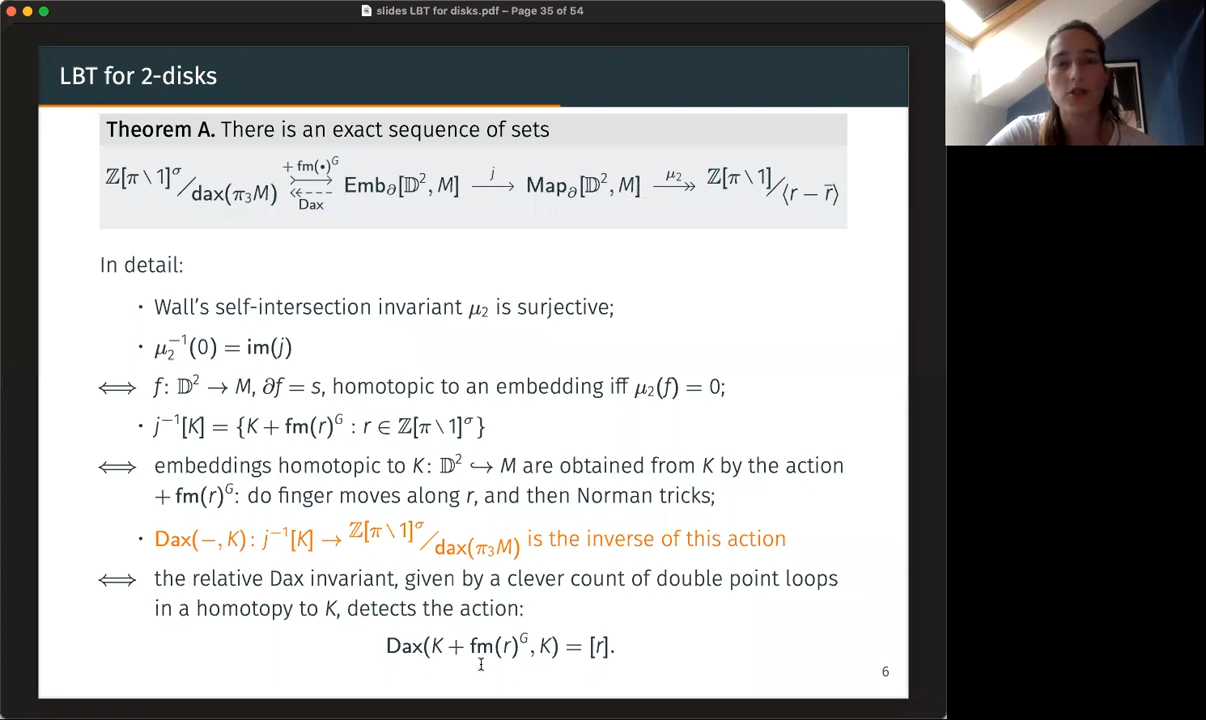 slides LBT for disks.pdf – Page 35 of 54
LBT for 2-disks
Theorem A. There is an exact sequence of sets
ℤ[π \ 1]^σ / dax(π₃M) +fm(•)^G Dax Emb∂[𝔻², M] —j→ Map∂[𝔻², M] —μ₂↠ ℤ[π \ 1] / ⟨r − r̄⟩
In detail:
· Wall's self-intersection invariant μ₂ is surjective;
· μ₂⁻¹(0) = im(j)
⟺ f: 𝔻² → M, ∂f = s, homotopic to an embedding iff μ₂(f) = 0;
· j⁻¹[K] = {K + fm(r)^G : r ∈ ℤ[π \ 1]^σ}
⟺ embeddings homotopic to K: 𝔻² ↪ M are obtained from K by the action
+ fm(r)^G: do finger moves along r, and then Norman tricks;
· Dax(−, K): j⁻¹[K] → ℤ[π \ 1]^σ / dax(π₃M) is the inverse of this action
⟺ the relative Dax invariant, given by a clever count of double point loops
in a homotopy to K, detects the action:
Dax(K + fm(r)^G, K) = [r].
6